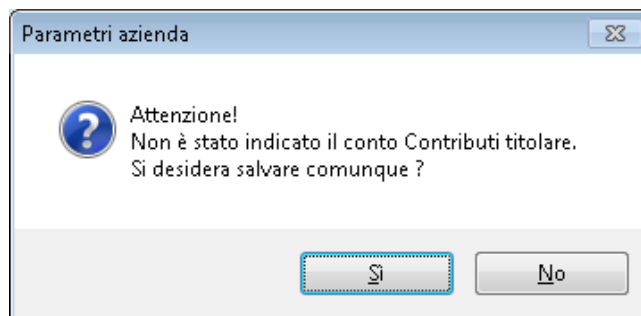 Parametri azienda
Attenzione!
Non è stato indicato il conto Contributi titolare.
Si desidera salvare comunque ?
Sì
No